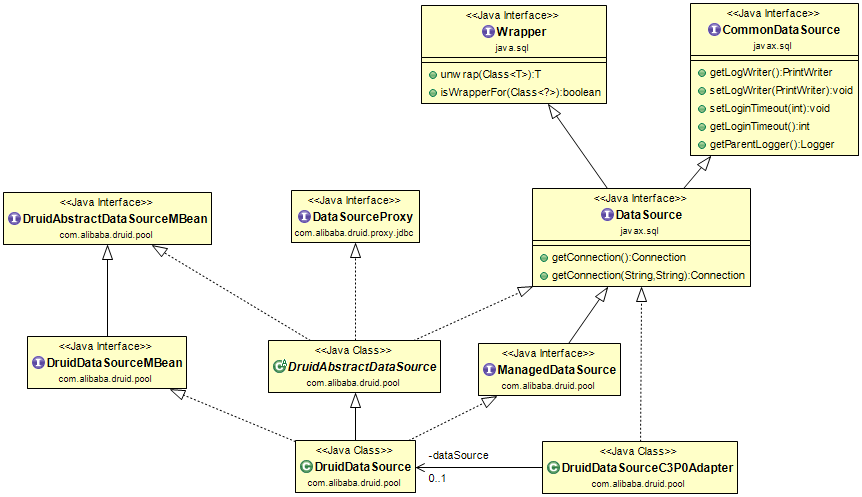 <<Java Interface>>
Wrapper
java.sql
unwrap(Class<T>):T
isWrapperFor(Class<?>):boolean
<<Java Interface>>
CommonDataSource
javax.sql
getLogWriter():PrintWriter
setLogWriter(PrintWriter):void
setLoginTimeout(int):void
getLoginTimeout():int
getParentLogger():Logger
<<Java Interface>>
DruidAbstractDataSourceMBean
com.alibaba.druid.pool
<<Java Interface>>
DataSourceProxy
com.alibaba.druid.proxy.jdbc
<<Java Interface>>
DataSource
javax.sql
getConnection():Connection
getConnection(String,String):Connection
<<Java Interface>>
DruidDataSourceMBean
com.alibaba.druid.pool
<<Java Class>>
DruidAbstractDataSource
com.alibaba.druid.pool
<<Java Interface>>
ManagedDataSource
com.alibaba.druid.pool
<<Java Class>>
DruidDataSource
com.alibaba.druid.pool
-dataSource
0..1
<<Java Class>>
DruidDataSourceC3P0Adapter
com.alibaba.druid.pool